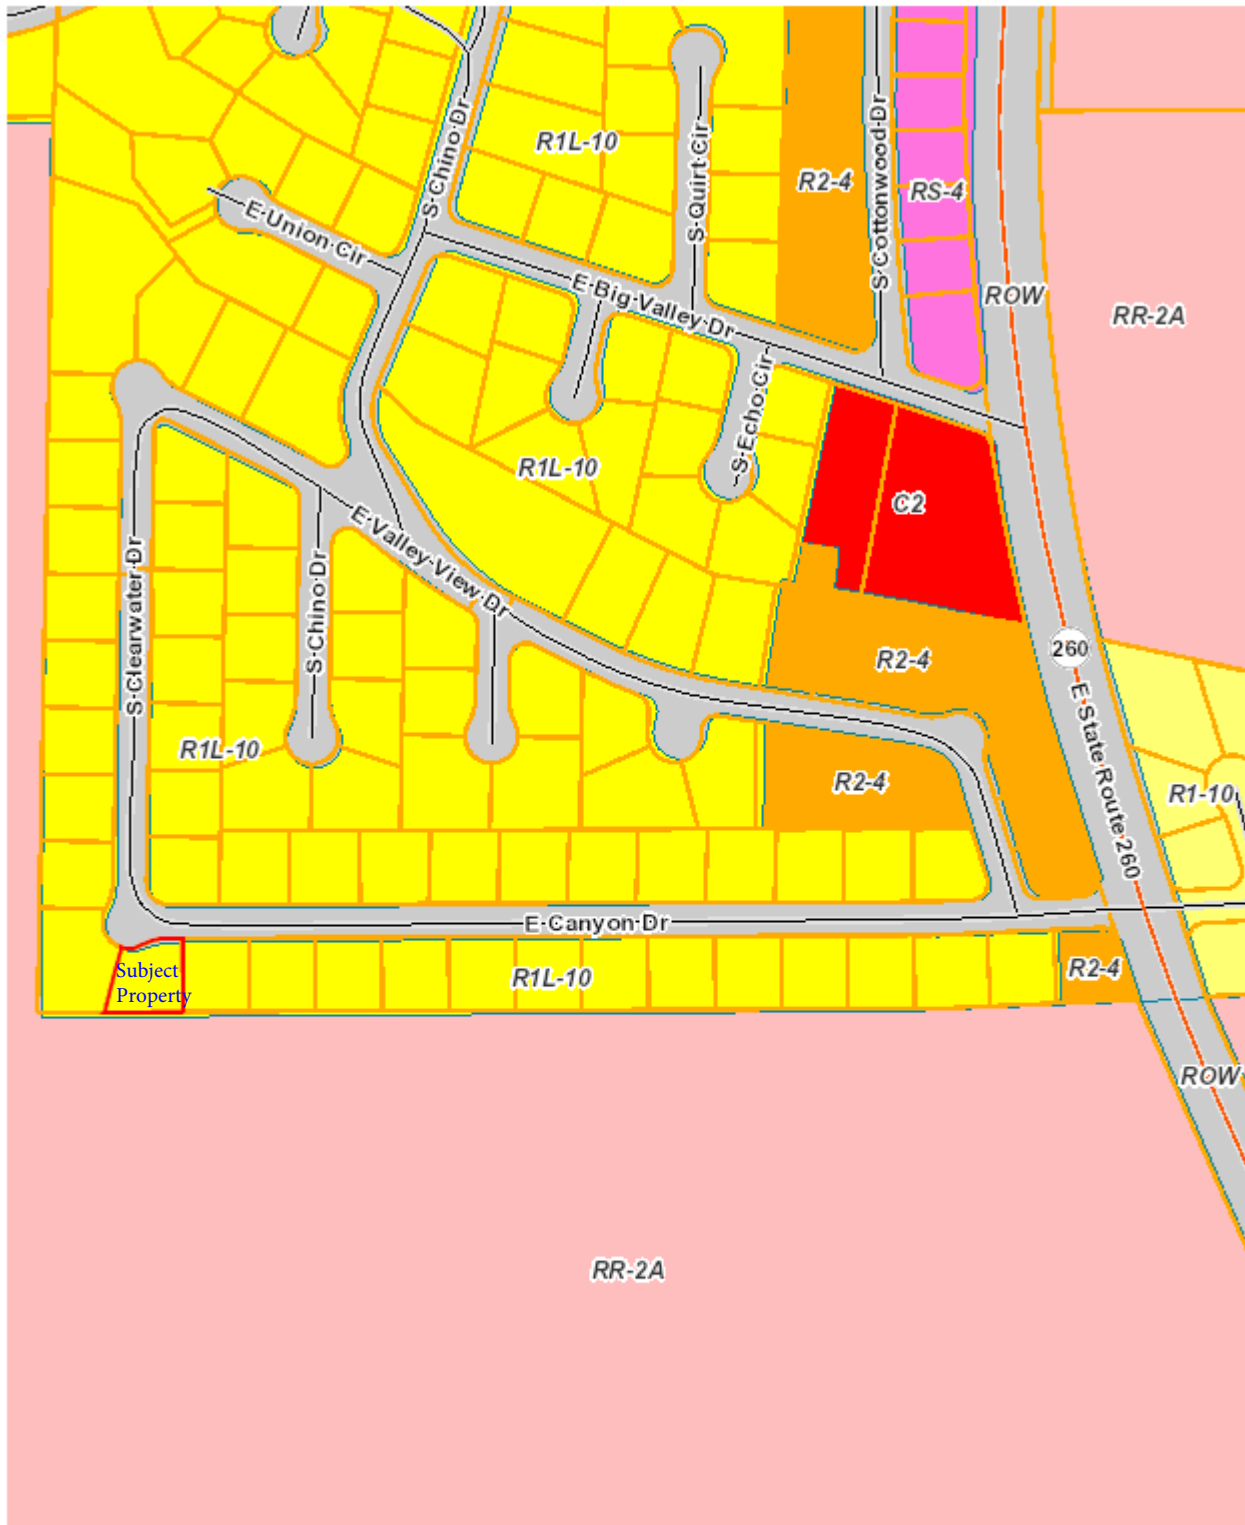 S Chino Dr
R1L-10
S Quirt Cir
R2-4
S Cottonwood Dr
RS-4
E Union Cir
E Big Valley Dr
ROW
RR-2A
S Echo Cir
R1L-10
C2
E Valley View Dr
S Clearwater Dr
S Chino Dr
R2-4
260
E State Route 260
R1L-10
R2-4
R1-10
E Canyon Dr
Subject
Property
R1L-10
R2-4
ROW
RR-2A